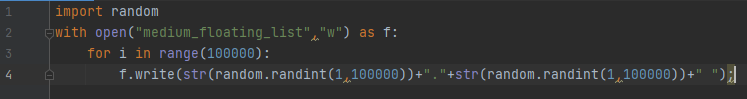 1 import random
2 with open("medium_floating_list","w") as f:
3 for i in range(100000):
4 f.write(str(random.randint(1,100000))+"."+str(random.randint(1,100000))+" ");